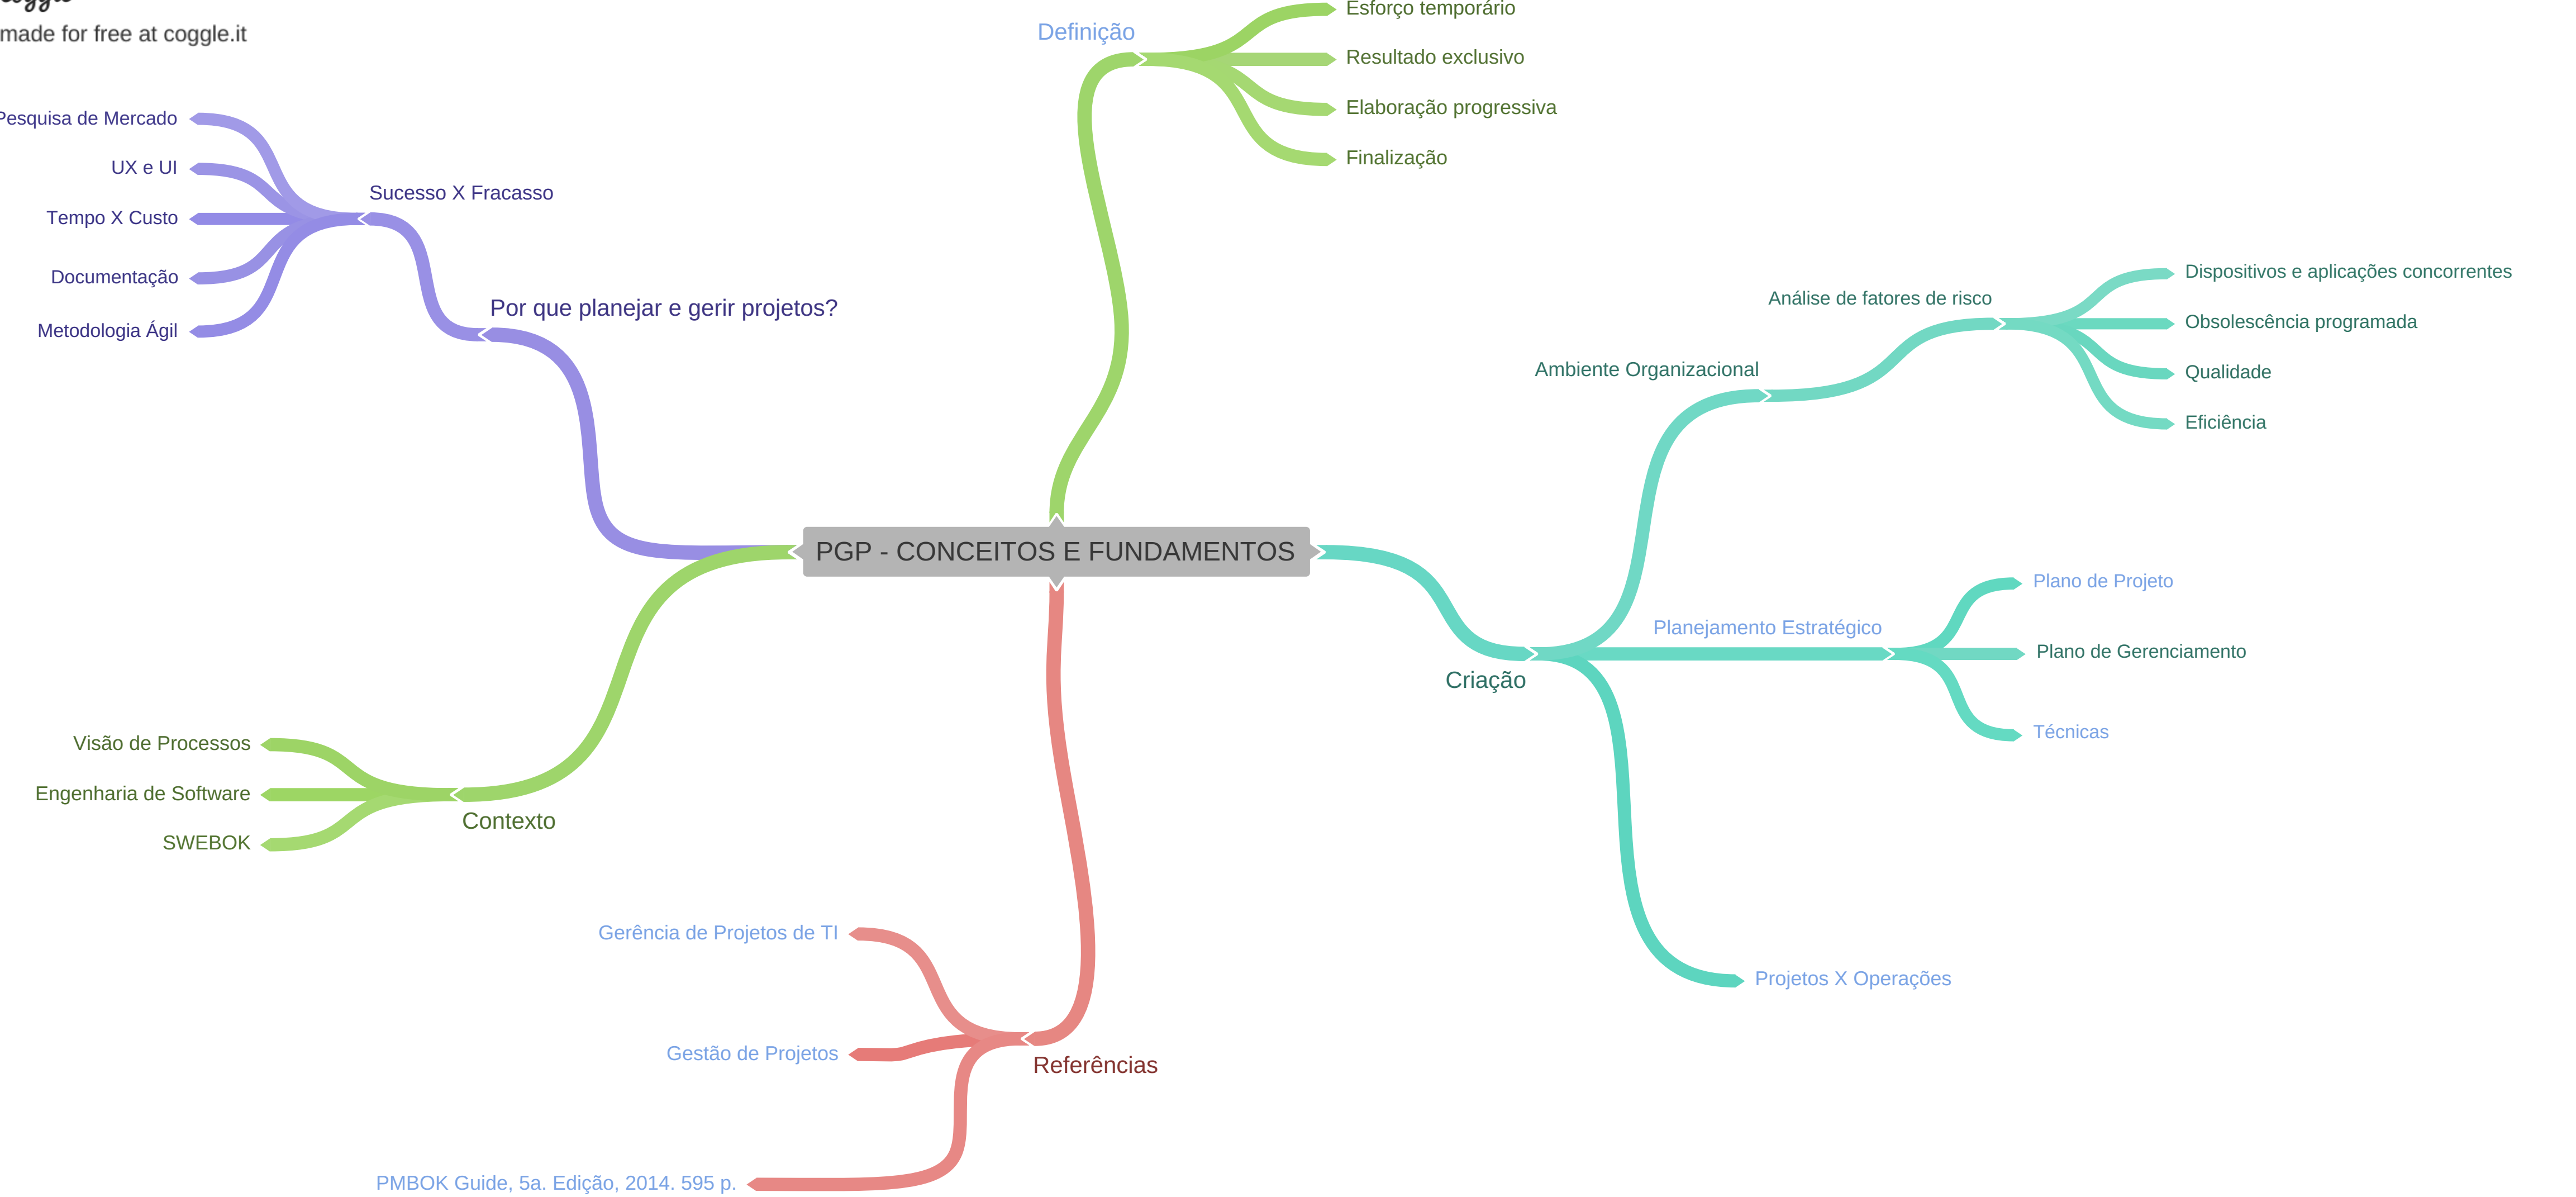 made for free at coggle.it
Definição
Esforço temporário
Resultado exclusivo
Elaboração progressiva
Finalização
Pesquisa de Mercado
UX e UI
Tempo X Custo
Documentação
Metodologia Ágil
Sucesso X Fracasso
Por que planejar e gerir projetos?
Dispositivos e aplicações concorrentes
Obsolescência programada
Qualidade
Eficiência
Análise de fatores de risco
Ambiente Organizacional
PGP - CONCEITOS E FUNDAMENTOS
Plano de Projeto
Planejamento Estratégico
Plano de Gerenciamento
Criação
Técnicas
Visão de Processos
Engenharia de Software
SWEBOK
Contexto
Gerência de Projetos de TI
Gestão de Projetos
Referências
PMBOK Guide, 5a. Edição, 2014. 595 p.
Projetos X Operações